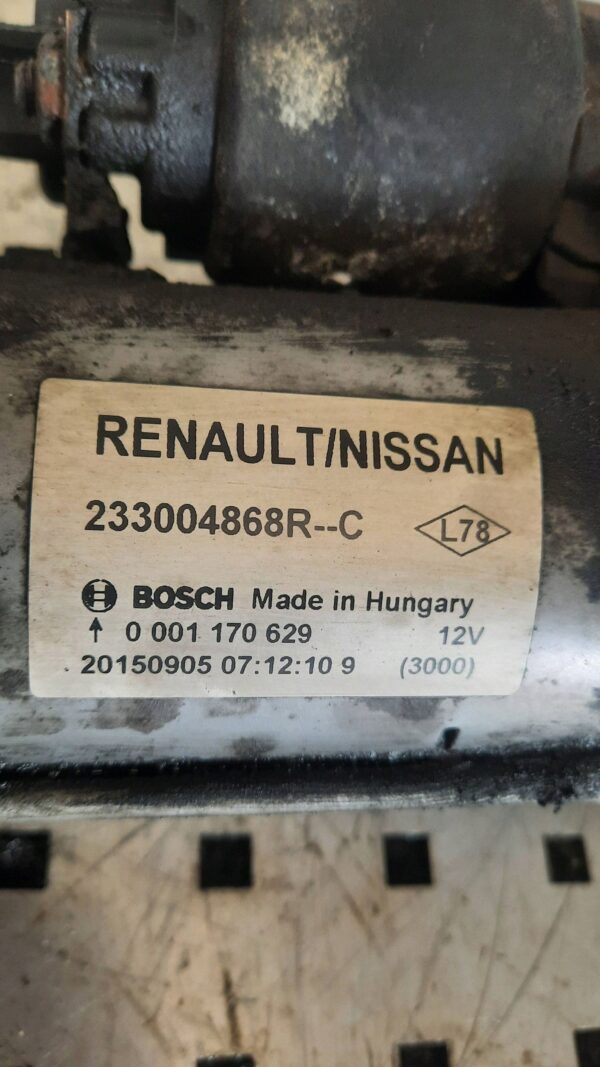 RENAULT/NISSAN
233004868R--C L78
BOSCH Made in Hungary
↑ 0 001 170 629 12V
20150905 07:12:10 9 (3000)